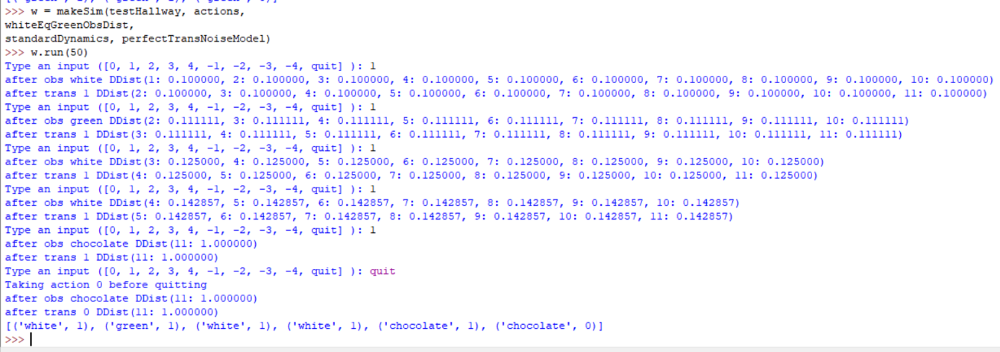 >>> w = makeSim(testHallway, actions,
whiteEqGreenObsDist,
standardDynamics, perfectTransNoiseModel)
>>> w.run(50)
Type an input ([0, 1, 2, 3, 4, -1, -2, -3, -4, quit] ): 1
after obs white DDist(1: 0.100000, 2: 0.100000, 3: 0.100000, 4: 0.100000, 5: 0.100000, 6: 0.100000, 7: 0.100000, 8: 0.100000, 9: 0.100000, 10: 0.100000)
after trans 1 DDist(2: 0.100000, 3: 0.100000, 4: 0.100000, 5: 0.100000, 6: 0.100000, 7: 0.100000, 8: 0.100000, 9: 0.100000, 10: 0.100000, 11: 0.100000)
Type an input ([0, 1, 2, 3, 4, -1, -2, -3, -4, quit] ): 1
after obs green DDist(2: 0.111111, 3: 0.111111, 4: 0.111111, 5: 0.111111, 6: 0.111111, 7: 0.111111, 8: 0.111111, 9: 0.111111, 10: 0.111111)
after trans 1 DDist(3: 0.111111, 4: 0.111111, 5: 0.111111, 6: 0.111111, 7: 0.111111, 8: 0.111111, 9: 0.111111, 10: 0.111111, 11: 0.111111)
Type an input ([0, 1, 2, 3, 4, -1, -2, -3, -4, quit] ): 1
after obs white DDist(3: 0.125000, 4: 0.125000, 5: 0.125000, 6: 0.125000, 7: 0.125000, 8: 0.125000, 9: 0.125000, 10: 0.125000)
after trans 1 DDist(4: 0.125000, 5: 0.125000, 6: 0.125000, 7: 0.125000, 8: 0.125000, 9: 0.125000, 10: 0.125000, 11: 0.125000)
Type an input ([0, 1, 2, 3, 4, -1, -2, -3, -4, quit] ): 1
after obs white DDist(4: 0.142857, 5: 0.142857, 6: 0.142857, 7: 0.142857, 8: 0.142857, 9: 0.142857, 10: 0.142857)
after trans 1 DDist(5: 0.142857, 6: 0.142857, 7: 0.142857, 8: 0.142857, 9: 0.142857, 10: 0.142857, 11: 0.142857)
Type an input ([0, 1, 2, 3, 4, -1, -2, -3, -4, quit] ): 1
after obs chocolate DDist(11: 1.000000)
after trans 1 DDist(11: 1.000000)
Type an input ([0, 1, 2, 3, 4, -1, -2, -3, -4, quit] ): quit
Taking action 0 before quitting
after obs chocolate DDist(11: 1.000000)
after trans 0 DDist(11: 1.000000)
[('white', 1), ('green', 1), ('white', 1), ('white', 1), ('chocolate', 1), ('chocolate', 0)]
>>>